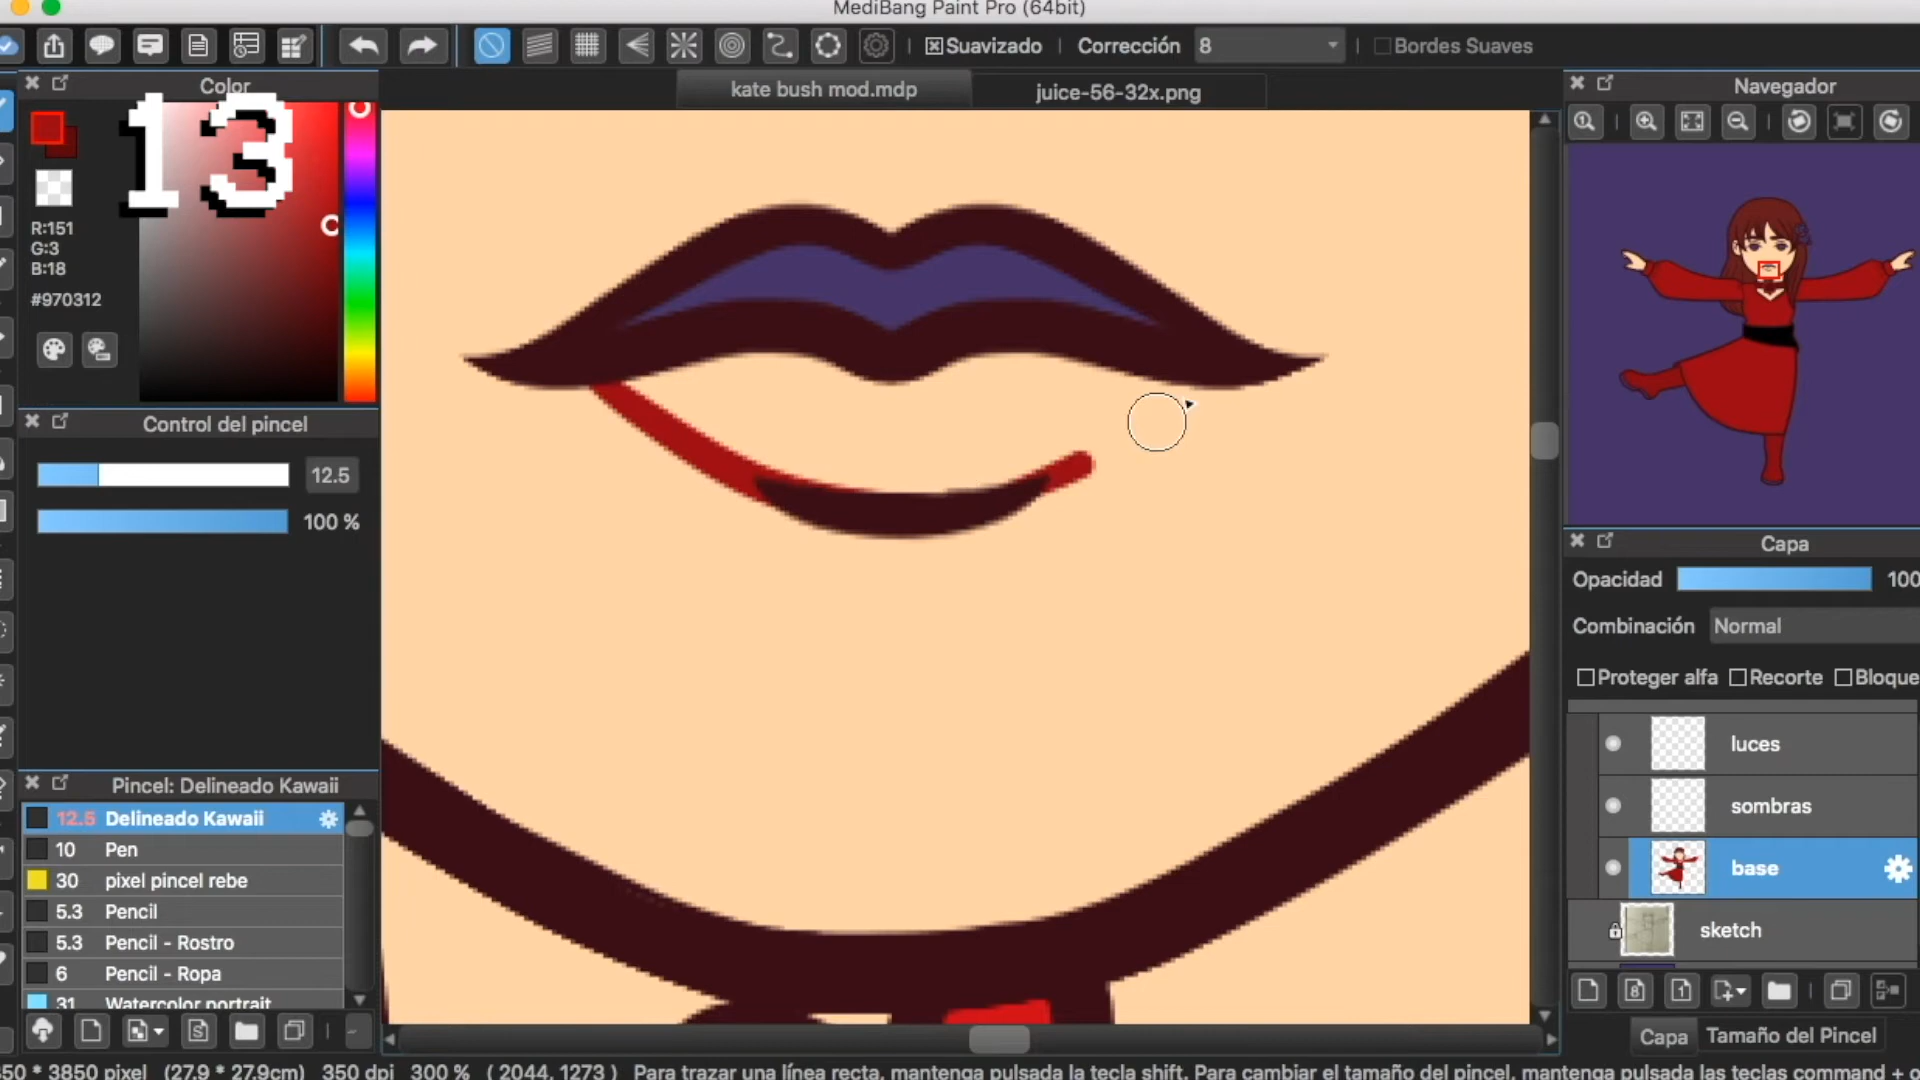 MediBang Paint Pro (64bit)
Suavizado
Corrección
8
Bordes Suaves
Color
kate bush mod.mdp
juice-56-32x.png
Navegador
13
R:151
G:3
B:18
#970312
Control del pincel
12.5
100 %
Capa
Opacidad
100
Combinación
Normal
Proteger alfa
Recorte
Bloque
luces
sombras
base
sketch
Pincel: Delineado Kawaii
12.5 Delineado Kawaii
10 Pen
30 pixel pincel rebe
5.3 Pencil
5.3 Pencil - Rostro
6 Pencil - Ropa
31 Watercolor portrait
Capa
Tamaño del Pincel
50 * 3850 pixel (27.9 * 27.9cm) 350 dpi 300 % ( 2044, 1273 ) Para trazar una línea recta, mantenga pulsada la tecla shift. Para cambiar el tamaño del pincel, mantenga pulsadas las teclas command + o